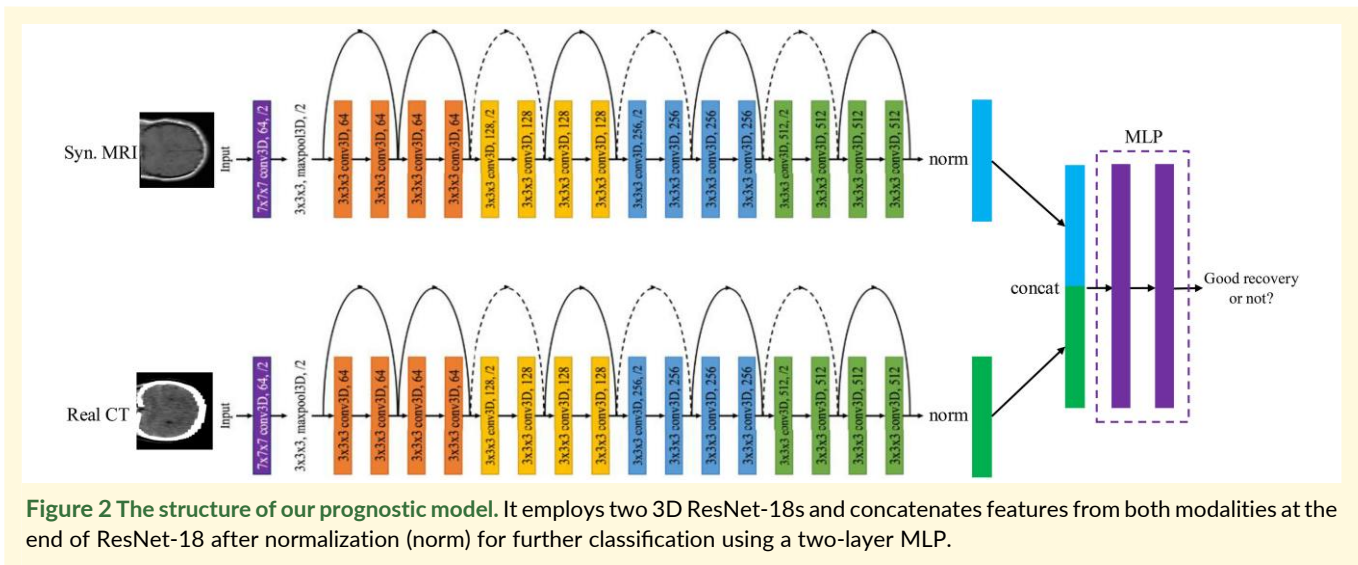 Syn. MRI
Input
7x7x7 conv3D, 64, /2
3x3x3, maxpool3D, /2
3x3x3 conv3D, 64
3x3x3 conv3D, 64
3x3x3 conv3D, 64
3x3x3 conv3D, 64
3x3x3 conv3D, 128, /2
3x3x3 conv3D, 128
3x3x3 conv3D, 128
3x3x3 conv3D, 128
3x3x3 conv3D, 256, /2
3x3x3 conv3D, 256
3x3x3 conv3D, 256
3x3x3 conv3D, 256
3x3x3 conv3D, 512, /2
3x3x3 conv3D, 512
3x3x3 conv3D, 512
3x3x3 conv3D, 512
norm
Real CT
Input
7x7x7 conv3D, 64, /2
3x3x3, maxpool3D, /2
3x3x3 conv3D, 64
3x3x3 conv3D, 64
3x3x3 conv3D, 64
3x3x3 conv3D, 64
3x3x3 conv3D, 128, /2
3x3x3 conv3D, 128
3x3x3 conv3D, 128
3x3x3 conv3D, 128
3x3x3 conv3D, 256, /2
3x3x3 conv3D, 256
3x3x3 conv3D, 256
3x3x3 conv3D, 256
3x3x3 conv3D, 512, /2
3x3x3 conv3D, 512
3x3x3 conv3D, 512
3x3x3 conv3D, 512
norm
concat
MLP
Good recovery
or not?
Figure 2 The structure of our prognostic model. It employs two 3D ResNet-18s and concatenates features from both modalities at the
end of ResNet-18 after normalization (norm) for further classification using a two-layer MLP.